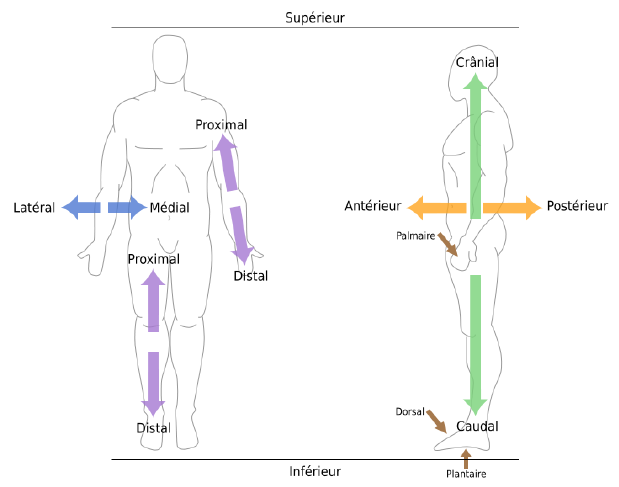 Supérieur
Crânial
Proximal
Latéral
Médial
Antérieur
Postérieur
Palmaire
Proximal
Distal
Dorsal
Distal
Caudal
Inférieur
Plantaire